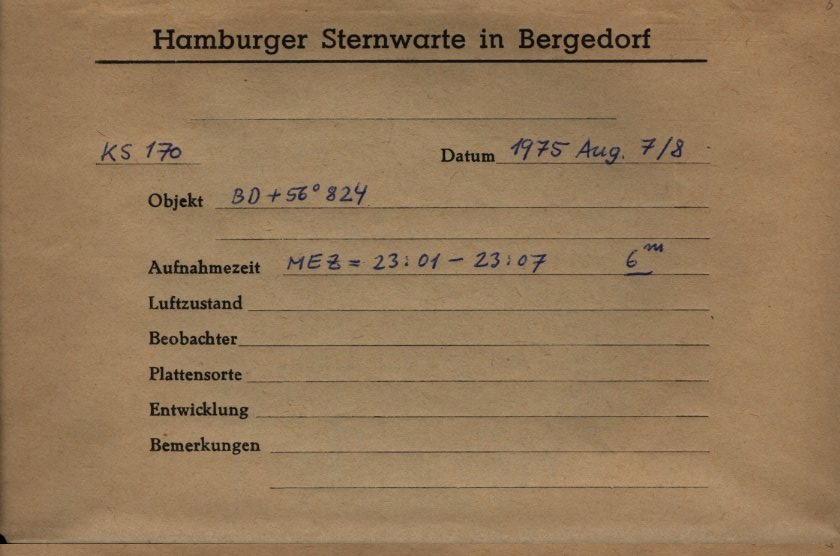 Hamburger Sternwarte in Bergedorf
KS 170 Datum 1975 Aug. 7/8
Objekt BD + 56° 824
Aufnahmezeit MEZ = 23:01 - 23:07 6ᵐ
Luftzustand
Beobachter
Plattensorte
Entwicklung
Bemerkungen